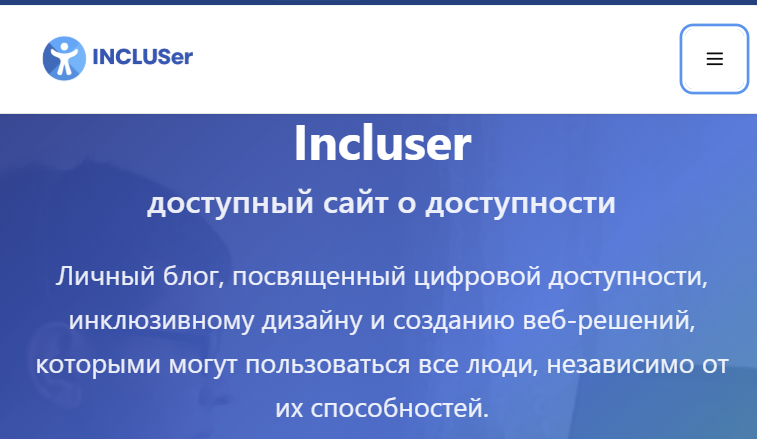 INCLUSer
Incluser
доступный сайт о доступности
Личный блог, посвященный цифровой доступности,
инклюзивному дизайну и созданию веб-решений,
которыми могут пользоваться все люди, независимо от
их способностей.